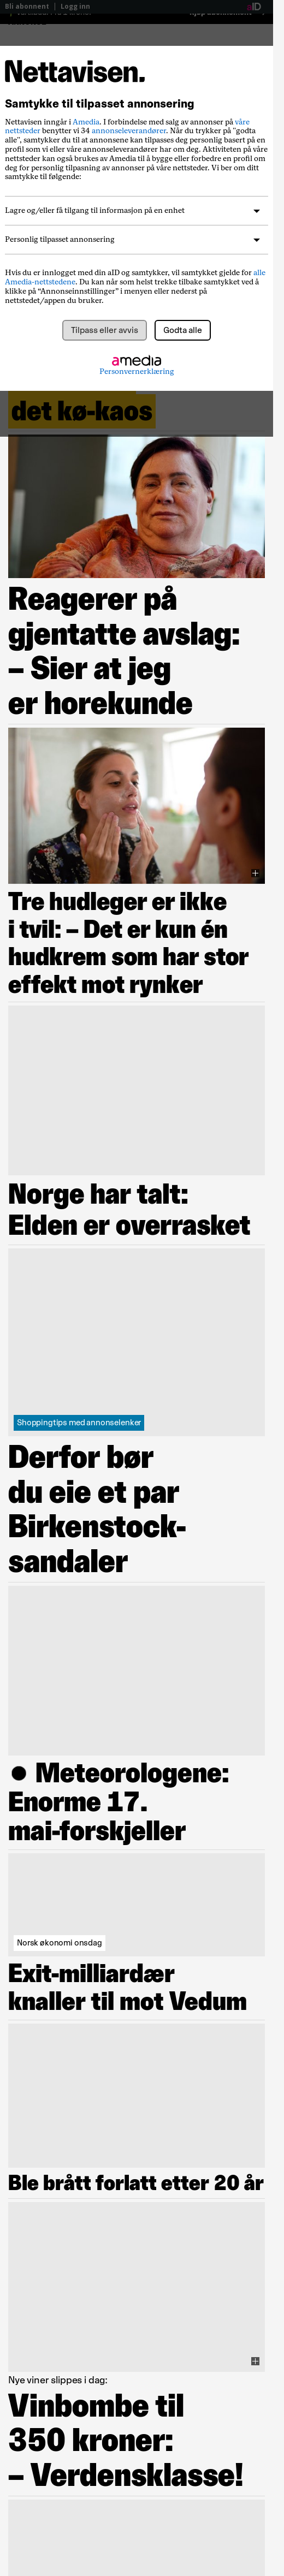 Bli abonnent | Logg inn
aID
Nettavisen.
Samtykke til tilpasset annonsering
Nettavisen inngår i Amedia. I forbindelse med salg av annonser på våre
nettsteder benytter vi 34 annonseleverandører. Når du trykker på "godta
alle", samtykker du til at annonsene kan tilpasses deg personlig basert på en
profil som vi eller våre annonseleverandører har om deg. Aktiviteten på våre
nettsteder kan også brukes av Amedia til å bygge eller forbedre en profil om
deg for personlig tilpasning av annonser på våre nettsteder. Vi ber om ditt
samtykke til følgende:
Lagre og/eller få tilgang til informasjon på en enhet
Personlig tilpasset annonsering
Hvis du er innlogget med din aID og samtykker, vil samtykket gjelde for alle
Amedia-nettstedene. Du kan når som helst trekke tilbake samtykket ved å
klikke på “Annonseinnstillinger” i menyen eller nederst på
nettstedet/appen du bruker.
Tilpass eller avvis
Godta alle
amedia
Personvernerklæring
det kø-kaos
Reagerer på
gjentatte avslag:
– Sier at jeg
er horekunde
Tre hudleger er ikke
i tvil: – Det er kun én
hudkrem som har stor
effekt mot rynker
Norge har talt:
Elden er overrasket
Shoppingtips med annonselenker
Derfor bør
du eie et par
Birkenstock-
sandaler
● Meteorologene:
Enorme 17.
mai-forskjeller
Norsk økonomi onsdag
Exit-milliardær
knaller til mot Vedum
Ble brått forlatt etter 20 år
Nye viner slippes i dag:
Vinbombe til
350 kroner:
– Verdensklasse!